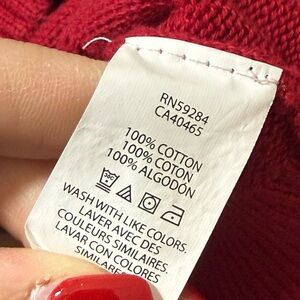 RN59284
CA40465
100% COTTON
100% COTON
100% ALGODÓN
WASH WITH LIKE COLORS.
LAVER AVEC DES
COULEURS SIMILAIRES.
LAVAR CON COLORES
SIMILARES